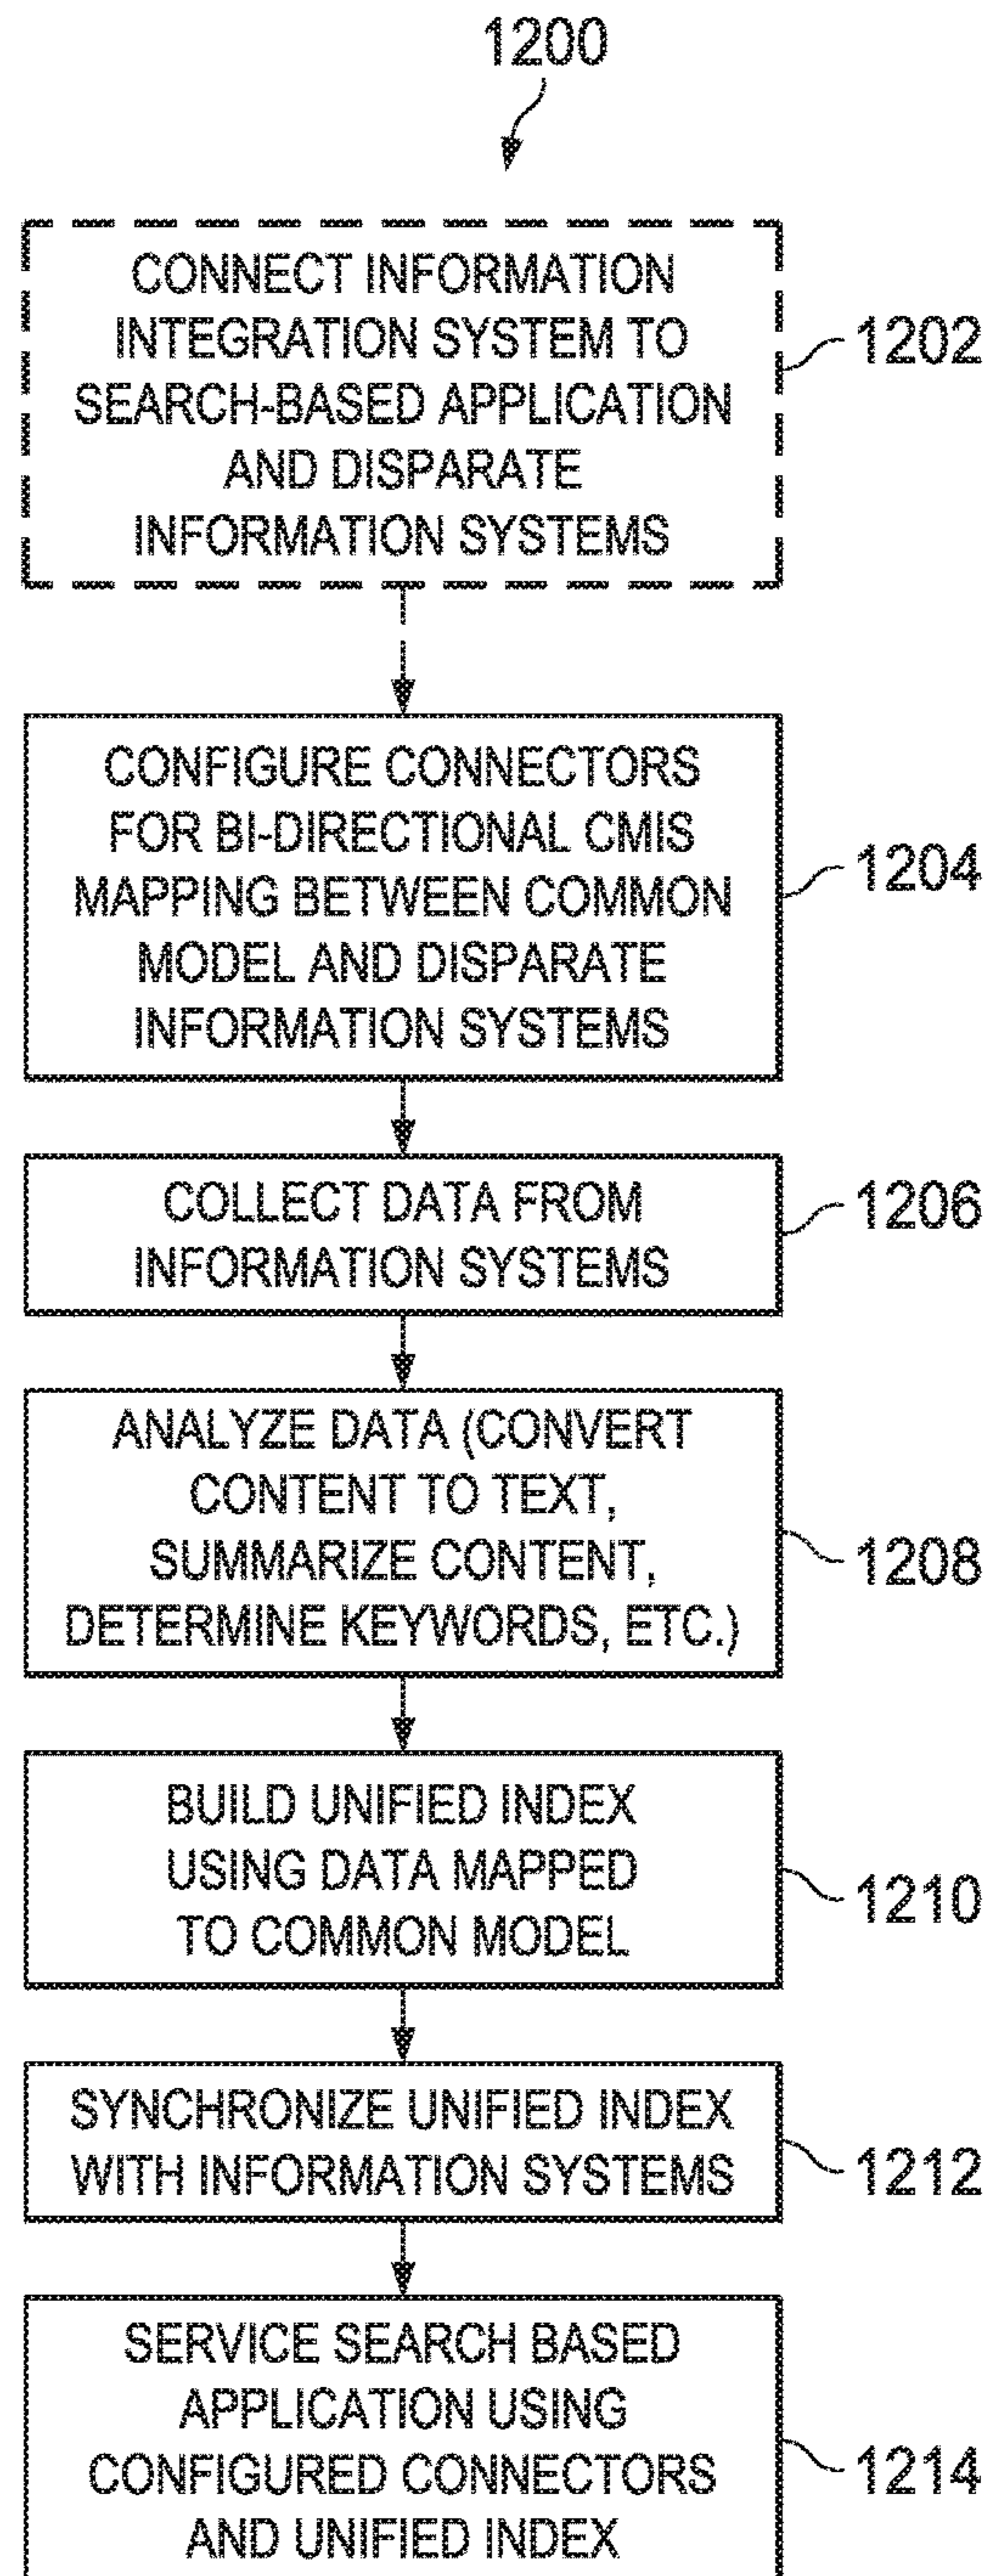 1200
CONNECT INFORMATION
INTEGRATION SYSTEM TO
SEARCH-BASED APPLICATION
AND DISPARATE
INFORMATION SYSTEMS
1202
CONFIGURE CONNECTORS
FOR BI-DIRECTIONAL CMIS
MAPPING BETWEEN COMMON
MODEL AND DISPARATE
INFORMATION SYSTEMS
1204
COLLECT DATA FROM
INFORMATION SYSTEMS
1206
ANALYZE DATA (CONVERT
CONTENT TO TEXT,
SUMMARIZE CONTENT,
DETERMINE KEYWORDS, ETC.)
1208
BUILD UNIFIED INDEX
USING DATA MAPPED
TO COMMON MODEL
1210
SYNCHRONIZE UNIFIED INDEX
WITH INFORMATION SYSTEMS
1212
SERVICE SEARCH BASED
APPLICATION USING
CONFIGURED CONNECTORS
AND UNIFIED INDEX
1214